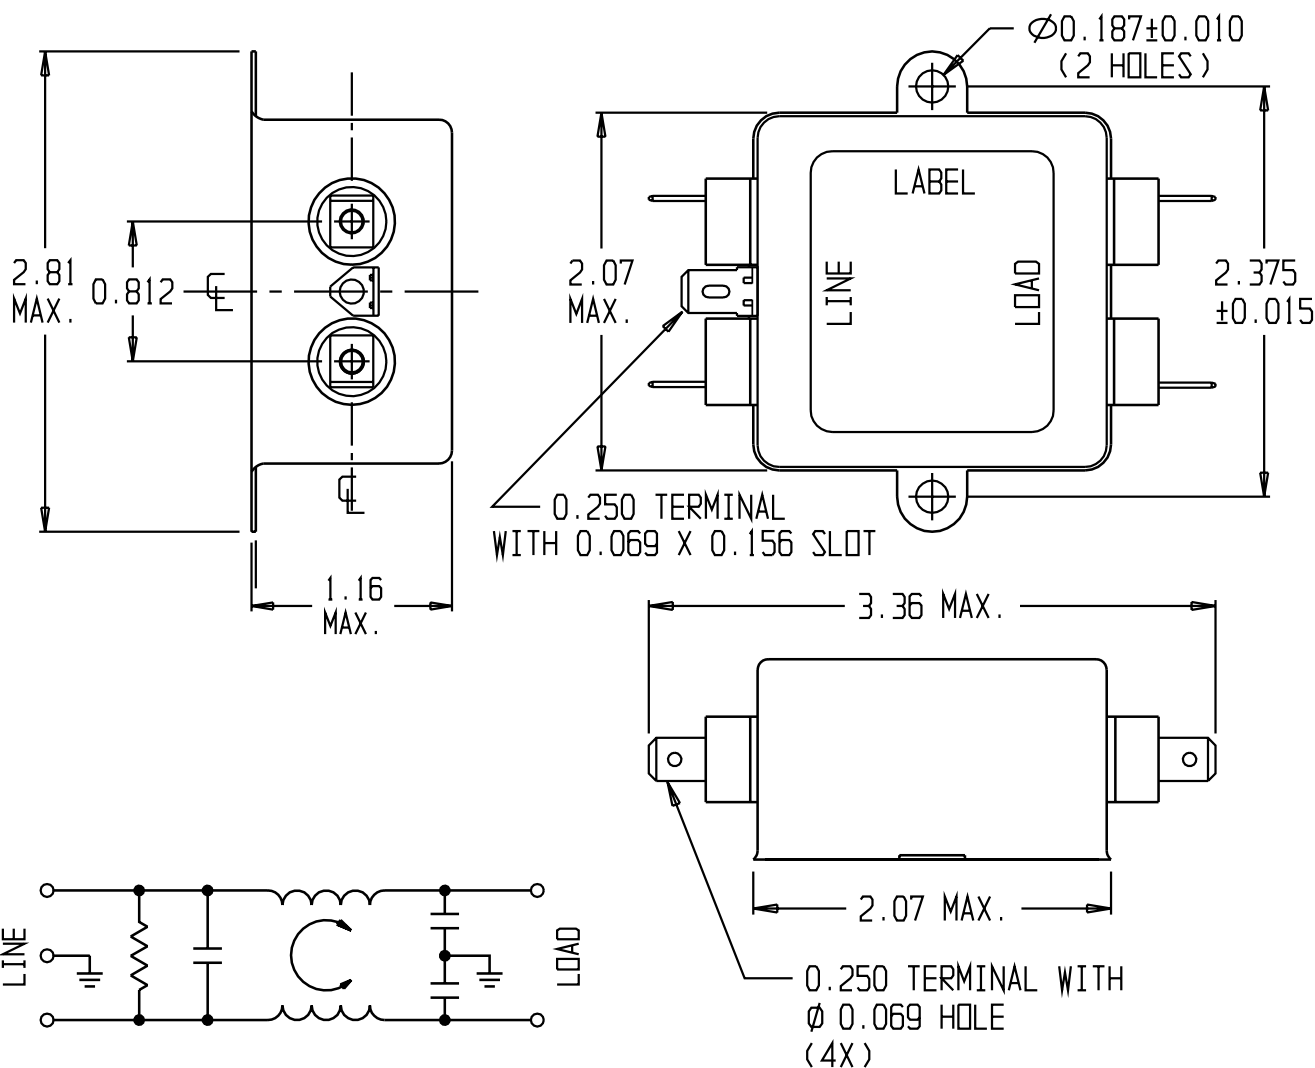 Ø0.187±0.010
(2 HOLES)
2.81
MAX.
0.812
1.16
MAX.
2.07
MAX.
LABEL
LINE
LOAD
2.375
±0.015
0.250 TERMINAL
WITH 0.069 X 0.156 SLOT
3.36 MAX.
2.07 MAX.
0.250 TERMINAL WITH
Ø 0.069 HOLE
(4X)
LINE
LOAD